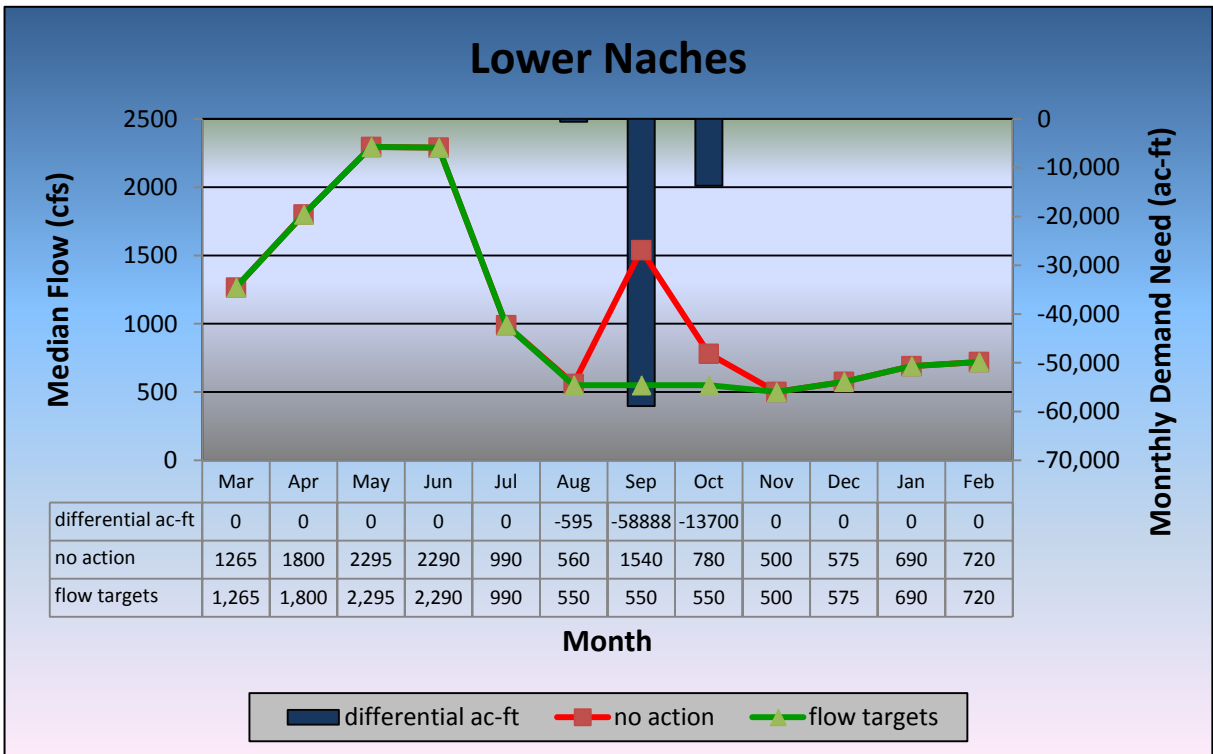 Lower Naches
Median Flow (cfs)
2500
2000
1500
1000
500
0
0
-10,000
-20,000
-30,000
-40,000
-50,000
-60,000
-70,000
Monrthly Demand Need (ac-ft)
Mar Apr May Jun Jul Aug Sep Oct Nov Dec Jan Feb
differential ac-ft 0 0 0 0 0 -595 -58888 -13700 0 0 0 0
no action 1265 1800 2295 2290 990 560 1540 780 500 575 690 720
flow targets 1,265 1,800 2,295 2,290 990 550 550 550 500 575 690 720
Month
differential ac-ft no action flow targets